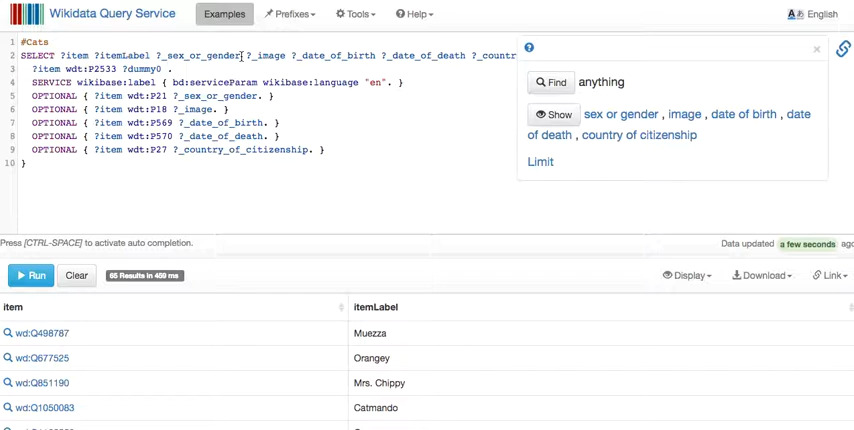 Wikidata Query Service
Examples
Prefixes
Tools
Help
English
1 #Cats
2 SELECT ?item ?itemLabel ?_sex_or_gender ?_image ?_date_of_birth ?_date_of_death ?_countr
3 ?item wdt:P2533 ?dummy0 .
4 SERVICE wikibase:label { bd:serviceParam wikibase:language "en". }
5 OPTIONAL { ?item wdt:P21 ?_sex_or_gender. }
6 OPTIONAL { ?item wdt:P18 ?_image. }
7 OPTIONAL { ?item wdt:P569 ?_date_of_birth. }
8 OPTIONAL { ?item wdt:P570 ?_date_of_death. }
9 OPTIONAL { ?item wdt:P27 ?_country_of_citizenship. }
10 }
Find anything
Show sex or gender , image , date of birth , date
of death , country of citizenship
Limit
Press [CTRL-SPACE] to activate auto completion.
Data updated a few seconds ago
Run
Clear
65 Results in 459 ms
Display
Download
Link
item itemLabel
wd:Q498787 Muezza
wd:Q677525 Orangey
wd:Q851190 Mrs. Chippy
wd:Q1050083 Catmando